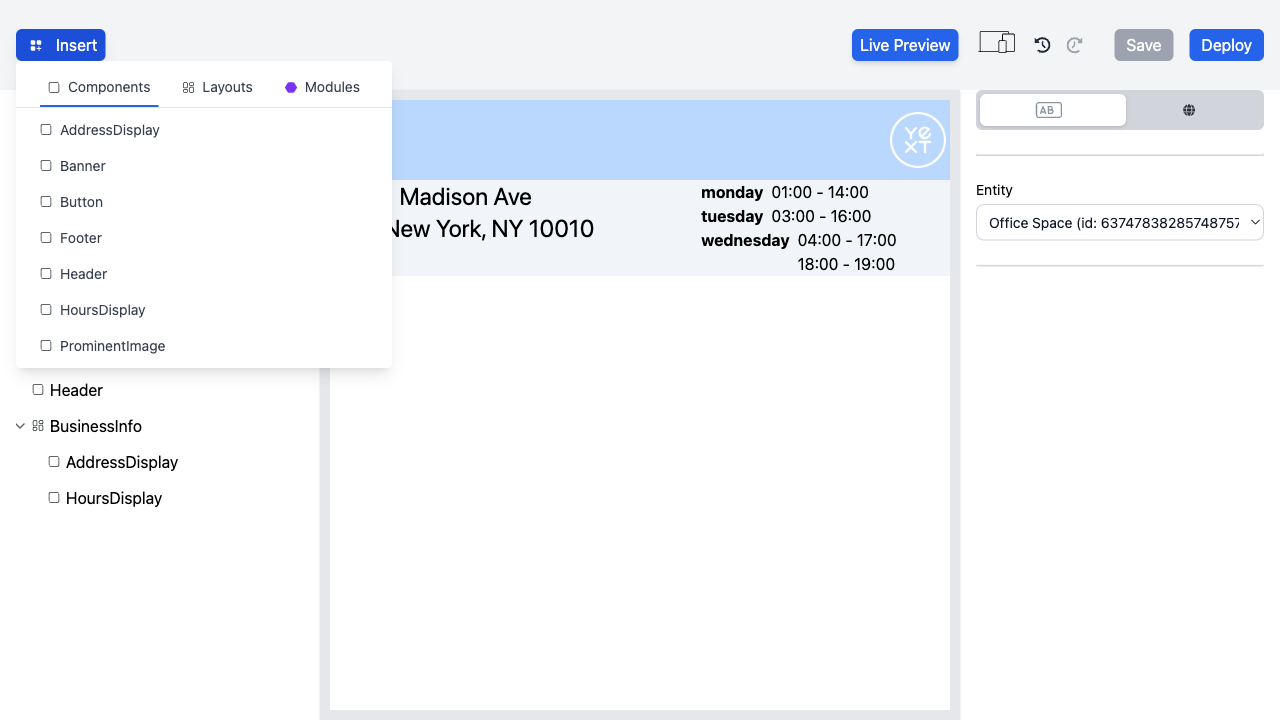 Insert
Live Preview
Save
Deploy
Components
Layouts
Modules
AddressDisplay
Banner
Button
Footer
Header
HoursDisplay
ProminentImage
Header
BusinessInfo
AddressDisplay
HoursDisplay
YEXT
Madison Ave
New York, NY 10010
monday 01:00 - 14:00
tuesday 03:00 - 16:00
wednesday 04:00 - 17:00
18:00 - 19:00
AB
Entity
Office Space (id: 63747838285748757